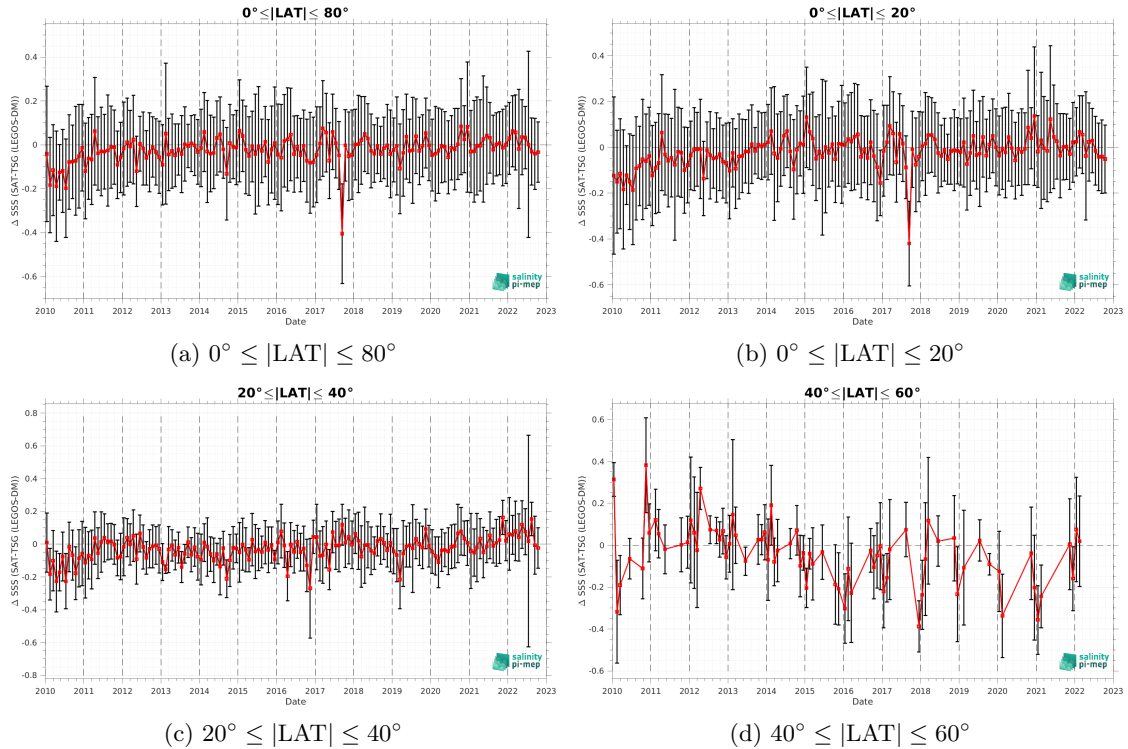 0°≤|LAT|≤ 80°
Δ SSS (SAT-TSG (LEGOS-DM))
0.4
0.2
0
-0.2
-0.4
-0.6
2010 2011 2012 2013 2014 2015 2016 2017 2018 2019 2020 2021 2022 2023
Date
salinity
pi-mep
(a) 0° ≤ |LAT| ≤ 80°
0°≤|LAT|≤ 20°
Δ SSS (SAT-TSG (LEGOS-DM))
0.4
0.2
0
-0.2
-0.4
-0.6
2010 2011 2012 2013 2014 2015 2016 2017 2018 2019 2020 2021 2022 2023
Date
salinity
pi-mep
(b) 0° ≤ |LAT| ≤ 20°
20°≤|LAT|≤ 40°
Δ SSS (SAT-TSG (LEGOS-DM))
0.8
0.6
0.4
0.2
0
-0.2
-0.4
-0.6
-0.8
2010 2011 2012 2013 2014 2015 2016 2017 2018 2019 2020 2021 2022 2023
Date
salinity
pi-mep
(c) 20° ≤ |LAT| ≤ 40°
40°≤|LAT|≤ 60°
Δ SSS (SAT-TSG (LEGOS-DM))
0.6
0.4
0.2
0
-0.2
-0.4
-0.6
2010 2011 2012 2013 2014 2015 2016 2017 2018 2019 2020 2021 2022 2023
Date
salinity
pi-mep
(d) 40° ≤ |LAT| ≤ 60°